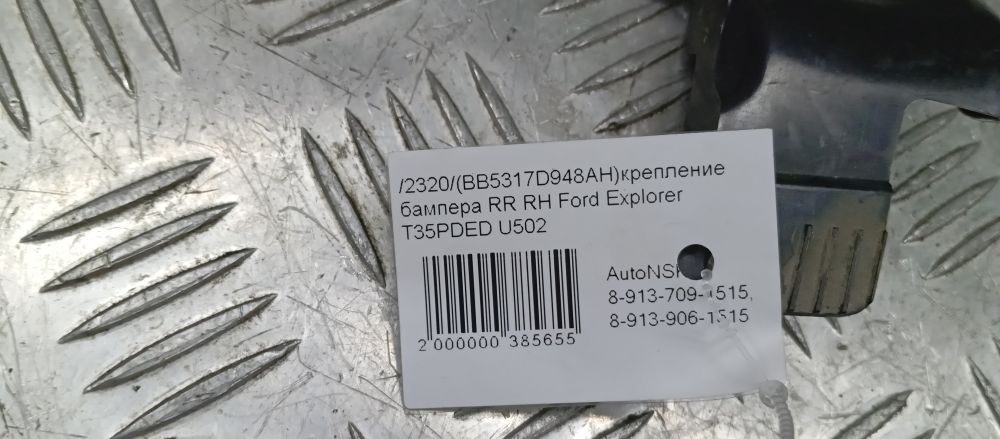 /2320/(BB5317D948AH)крепление
бампера RR RH Ford Explorer
T35PDED U502
AutoNSK
8-913-709-1515,
8-913-906-1515
2 000000 385655